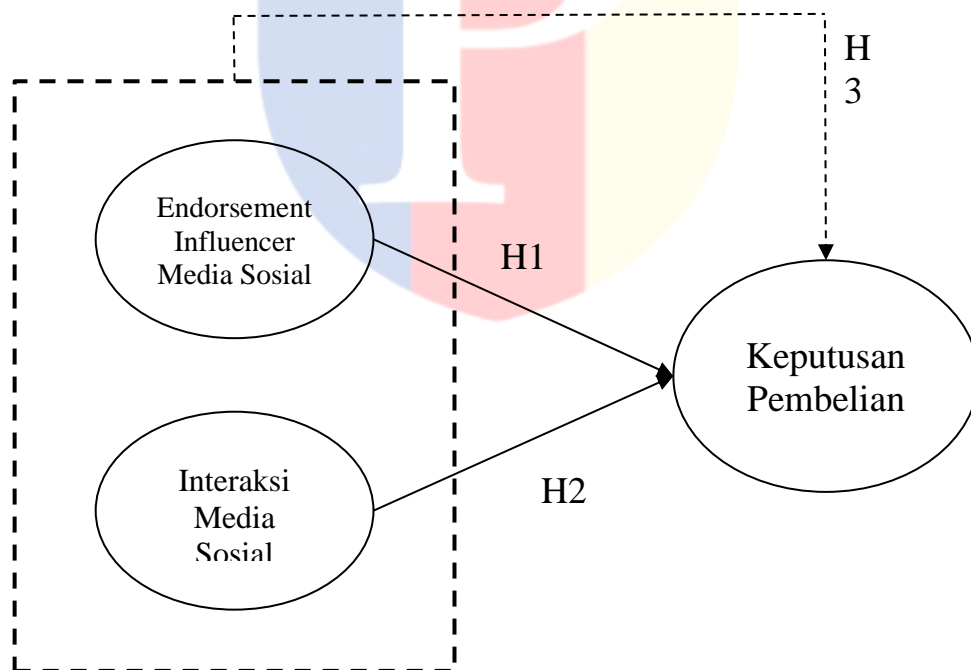 H
3
Endorsement
Influencer
Media Sosial
H1
Keputusan
Pembelian
Interaksi
Media
Sosial
H2